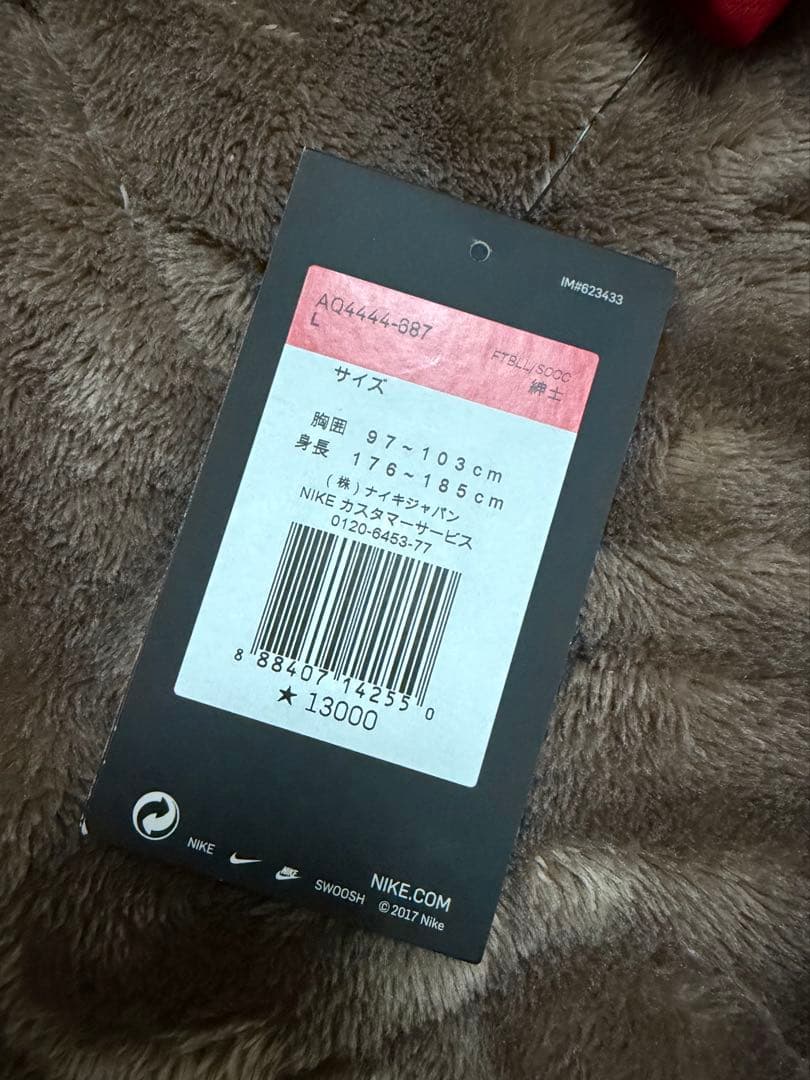 IM#623433
AQ4444-687
L
FTBLL/SOCC
紳士
サイズ
胸囲 97~103cm
身長 176~185cm
(株)ナイキジャパン
NIKE カスタマーサービス
0120-6453-77
8 88407 14255 0
★ 13000
NIKE
NIKE
SWOOSH
NIKE.COM
©2017 Nike